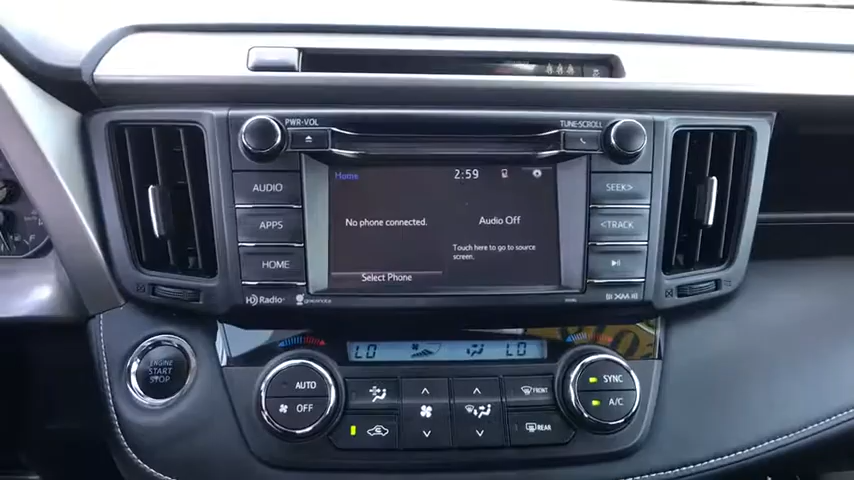 PWR·VOL
TUNE·SCROLL
AUDIO
APPS
HOME
Home
2:59
No phone connected.
Audio Off
Touch here to go to source
screen.
Select Phone
SEEK>
<TRACK
HD Radio
((SiriusXM))
ENGINE
START
STOP
LO
LO
AUTO
OFF
FRONT
REAR
SYNC
A/C